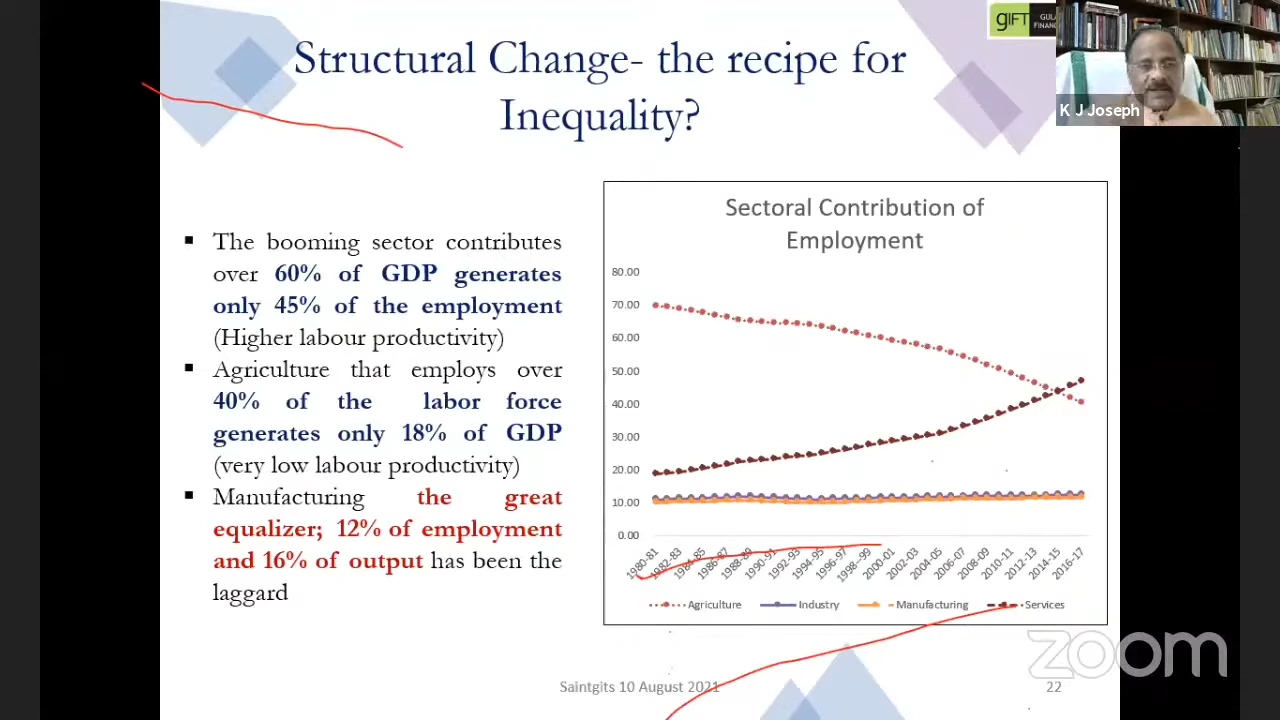 GIFT GULA
FINANC
K J Joseph
Structural Change- the recipe for
Inequality?
▪ The booming sector contributes
over 60% of GDP generates
only 45% of the employment
(Higher labour productivity)
▪ Agriculture that employs over
40% of the labor force
generates only 18% of GDP
(very low labour productivity)
▪ Manufacturing the great
equalizer; 12% of employment
and 16% of output has been the
laggard
Sectoral Contribution of
Employment
80.00
70.00
60.00
50.00
40.00
30.00
20.00
10.00
0.00
1980-81 1982-83 1984-85 1986-87 1988-89 1990-91 1992-93 1994-95 1996-97 1998--99 2000-01 2002-03 2004-05 2006-07 2008-09 2010-11 2012-13 2014-15 2016-17
Agriculture Industry Manufacturing Services
zoom
Saintgits 10 August 2021 22